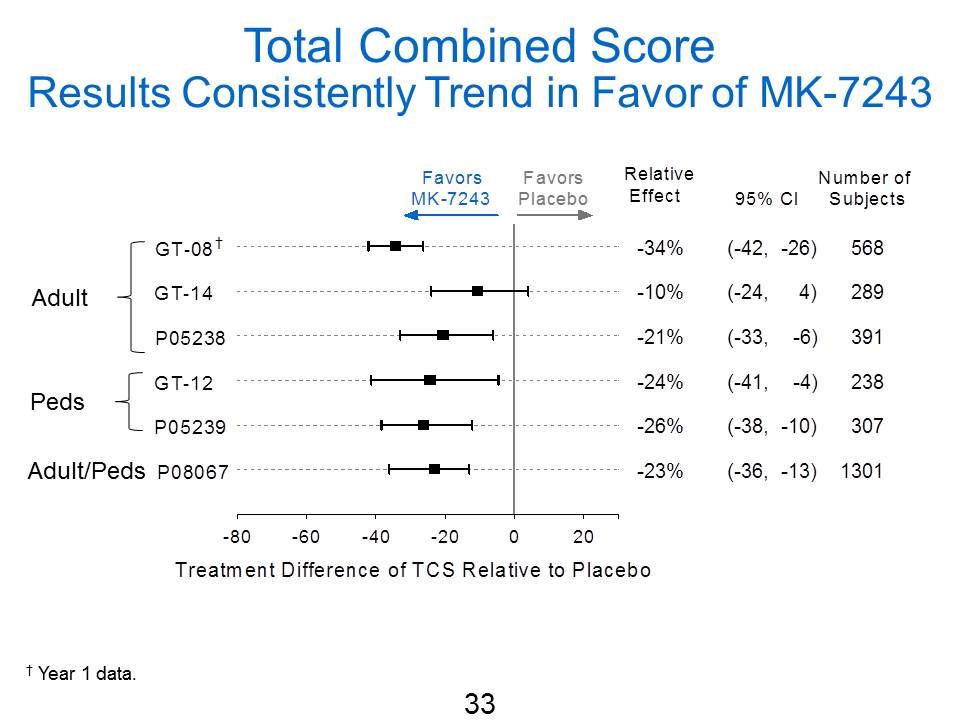 Total Combined Score
Results Consistently Trend in Favor of MK-7243
Favors MK-7243
Favors Placebo
Relative Effect
95% CI
Number of Subjects
Adult
GT-08† -34% (-42, -26) 568
GT-14 -10% (-24, 4) 289
P05238 -21% (-33, -6) 391
Peds
GT-12 -24% (-41, -4) 238
P05239 -26% (-38, -10) 307
Adult/Peds P08067 -23% (-36, -13) 1301
-80 -60 -40 -20 0 20
Treatment Difference of TCS Relative to Placebo
† Year 1 data.
33